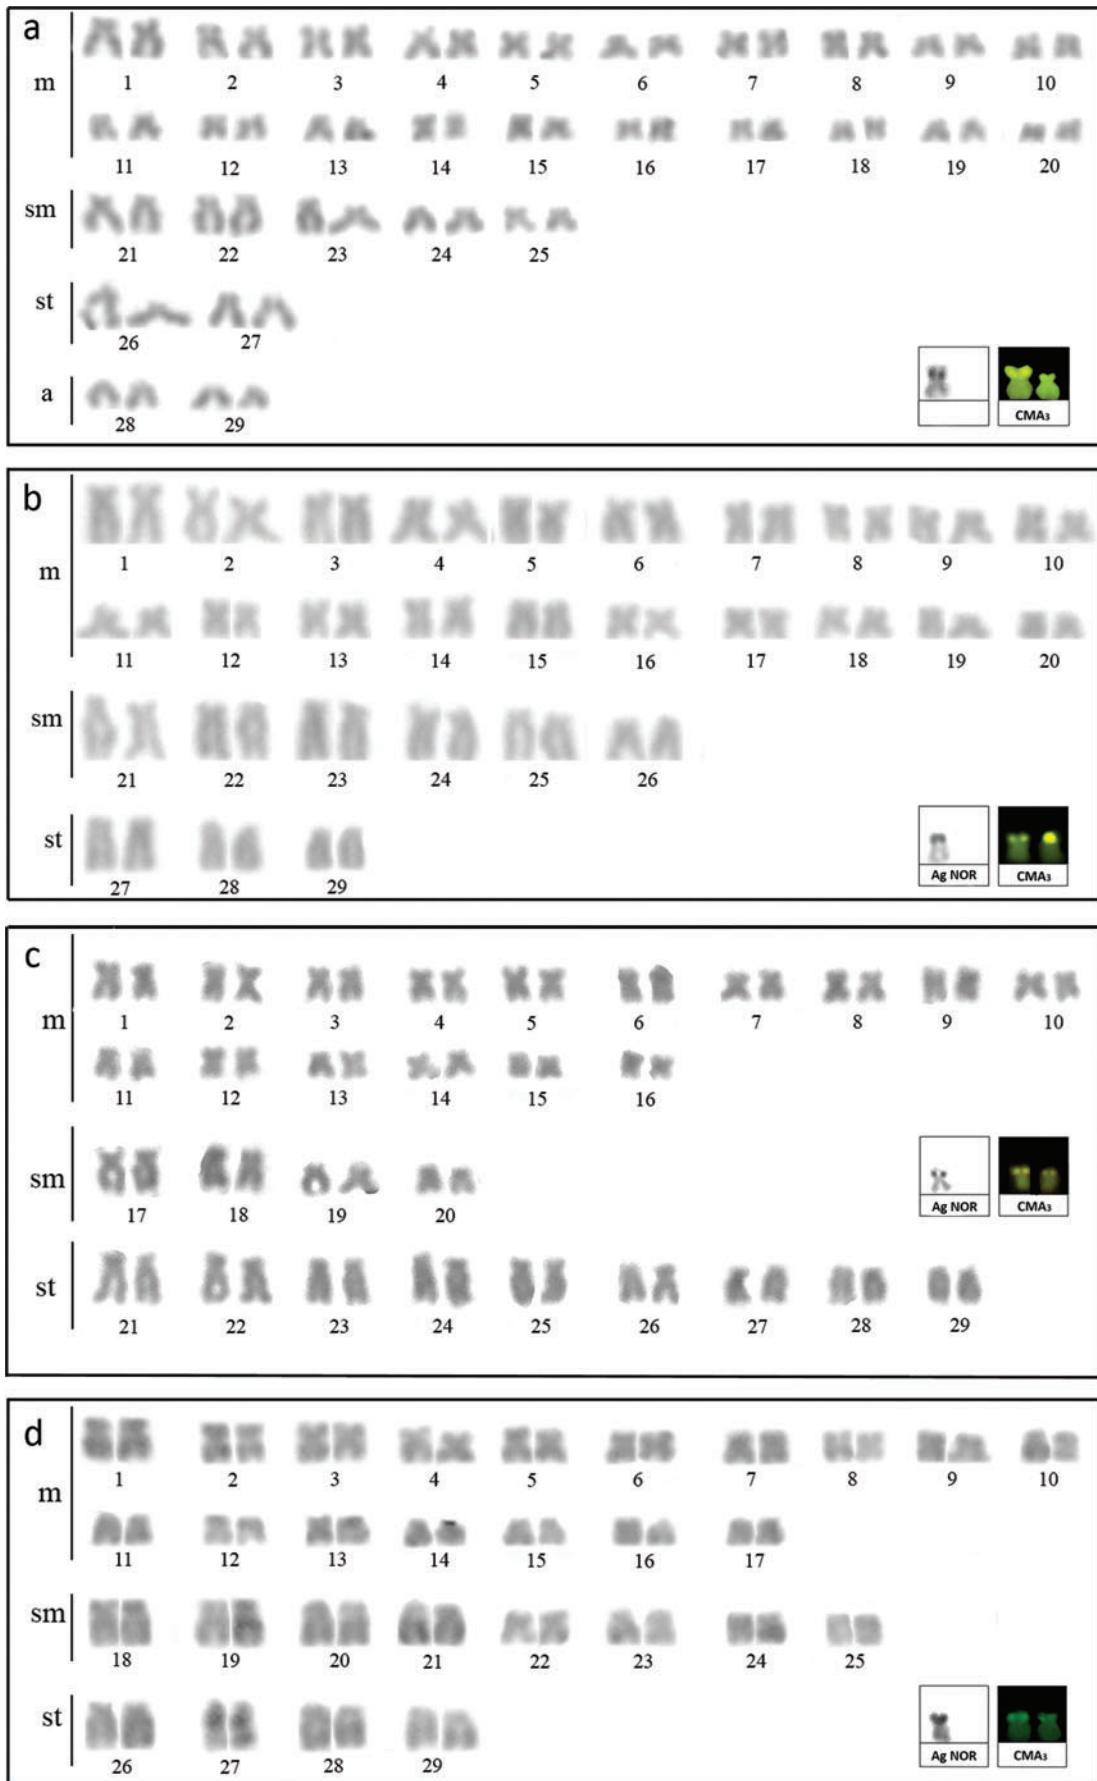 a
m
1 2 3 4 5 6 7 8 9 10
11 12 13 14 15 16 17 18 19 20
sm
21 22 23 24 25
st
26 27
a
28 29
CMA₃
b
m
1 2 3 4 5 6 7 8 9 10
11 12 13 14 15 16 17 18 19 20
sm
21 22 23 24 25 26
st
27 28 29
Ag NOR CMA₃
c
m
1 2 3 4 5 6 7 8 9 10
11 12 13 14 15 16
sm
17 18 19 20
Ag NOR CMA₃
st
21 22 23 24 25 26 27 28 29
d
m
1 2 3 4 5 6 7 8 9 10
11 12 13 14 15 16 17
sm
18 19 20 21 22 23 24 25
st
26 27 28 29
Ag NOR CMA₃